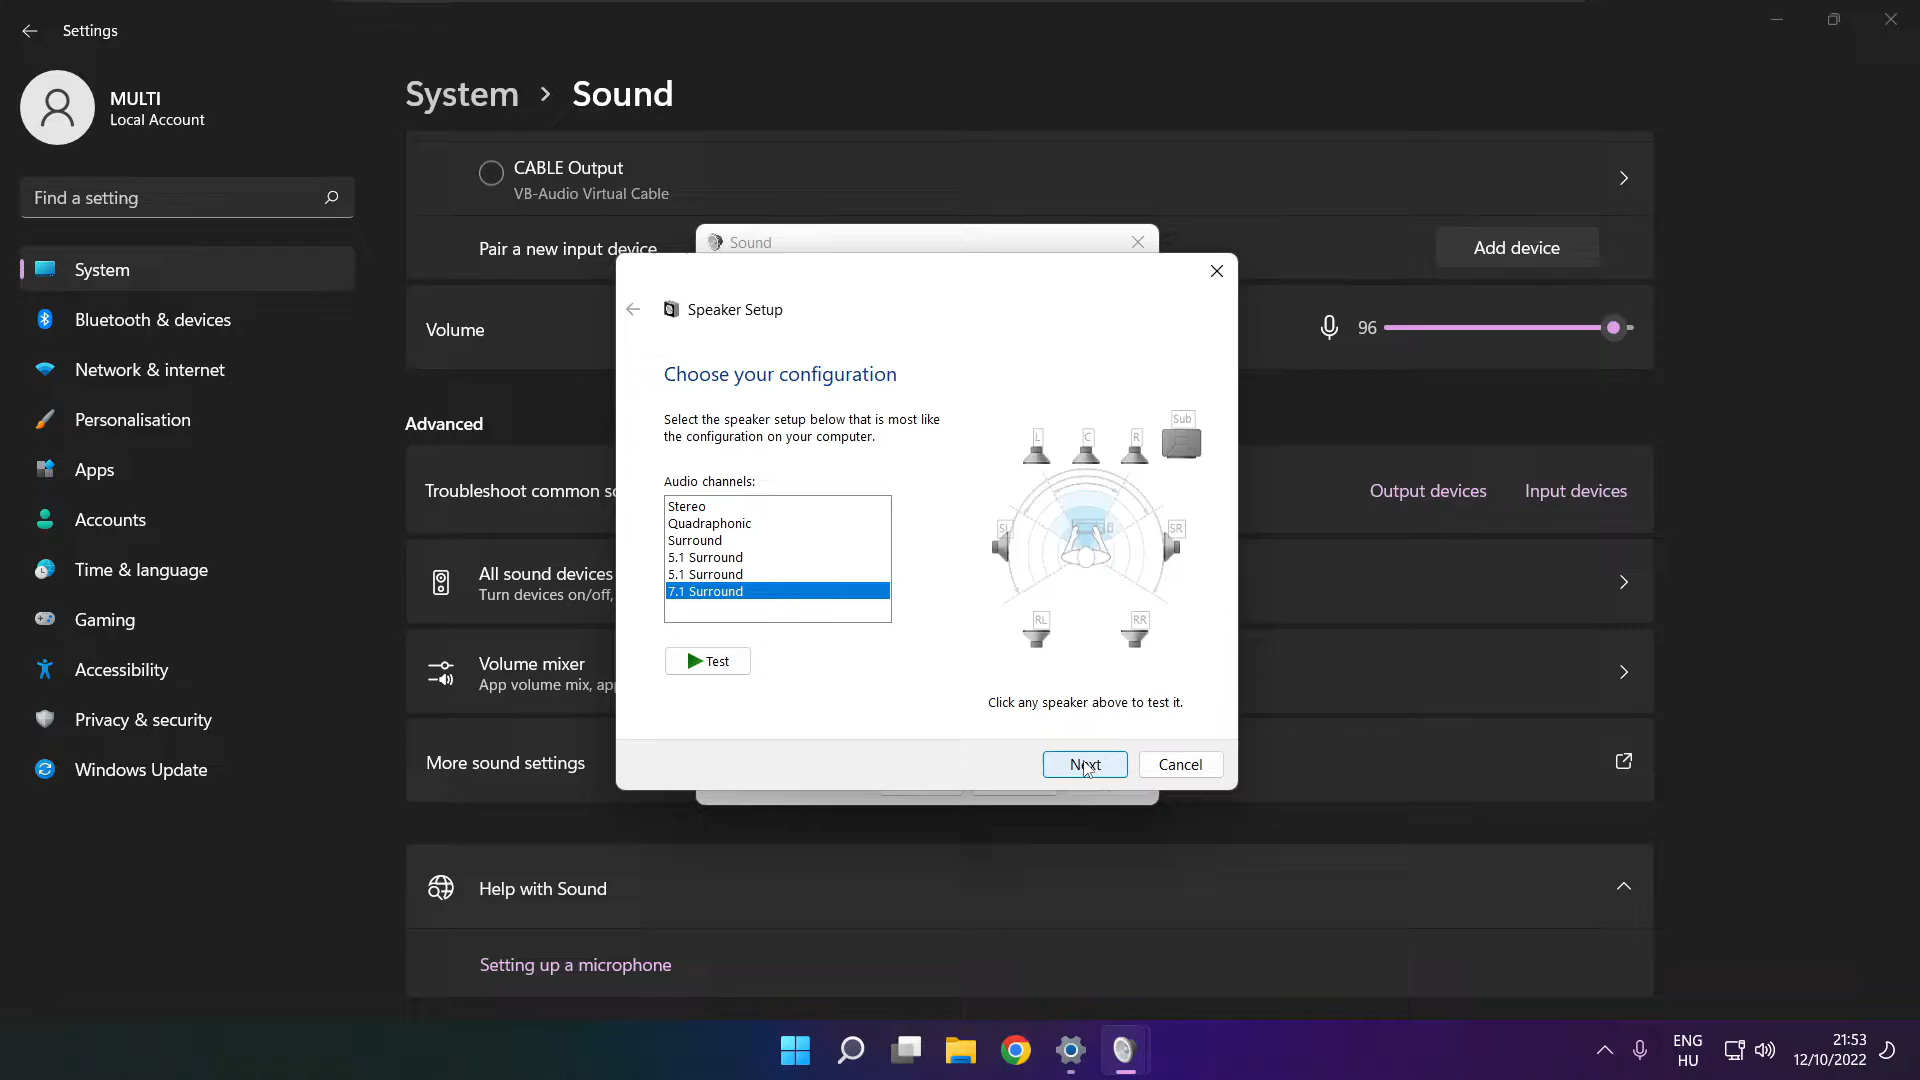 Settings
MULTI
Local Account
Find a setting
System
Bluetooth & devices
Network & internet
Personalisation
Apps
Accounts
Time & language
Gaming
Accessibility
Privacy & security
Windows Update
System > Sound
CABLE Output
VB-Audio Virtual Cable
Pair a new input device
Add device
Volume
96
Advanced
Troubleshoot common
Output devices
Input devices
All sound devices
Turn devices on/off,
Volume mixer
App volume mix,
More sound settings
Help with Sound
Setting up a microphone
Sound
Speaker Setup
Choose your configuration
Select the speaker setup below that is most like
the configuration on your computer.
Audio channels:
Stereo
Quadraphonic
Surround
5.1 Surround
5.1 Surround
7.1 Surround
Test
L
C
R
Sub
SL
SR
RL
RR
Click any speaker above to test it.
Next
Cancel
ENG
HU
21:53
12/10/2022